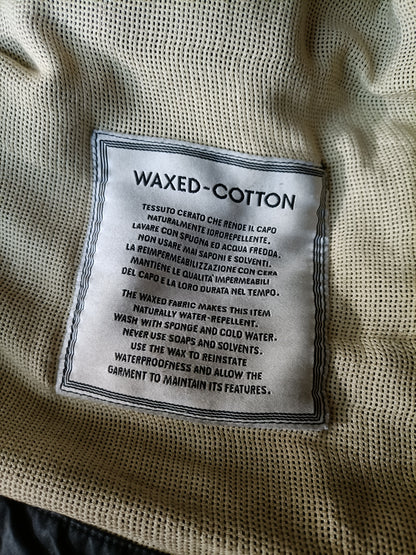 WAXED-COTTON
TESSUTO CERATO CHE RENDE IL CAPO
NATURALMENTE IDROREPELLENTE.
LAVARE CON SPUGNA ED ACQUA FREDDA.
NON USARE MAI SAPONI E SOLVENTI.
LA REIMPERMEABILIZZAZIONE CON CERA
MANTIENE LE QUALITÀ IMPERMEABILI
DEL CAPO E LA LORO DURATA NEL TEMPO.
THE WAXED FABRIC MAKES THIS ITEM
NATURALLY WATER-REPELLENT.
WASH WITH SPONGE AND COLD WATER.
NEVER USE SOAPS AND SOLVENTS.
USE THE WAX TO REINSTATE
WATERPROOFNESS AND ALLOW THE
GARMENT TO MAINTAIN ITS FEATURES.